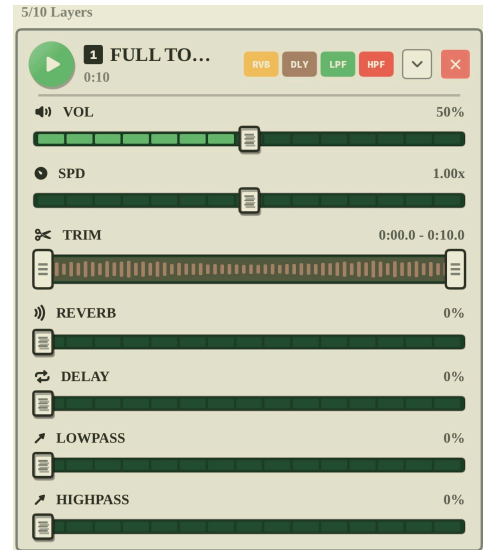 5/10 Layers
1 FULL TO...
0:10
RVB DLY LPF HPF
VOL 50%
SPD 1.00x
TRIM 0:00.0 - 0:10.0
REVERB 0%
DELAY 0%
LOWPASS 0%
HIGHPASS 0%